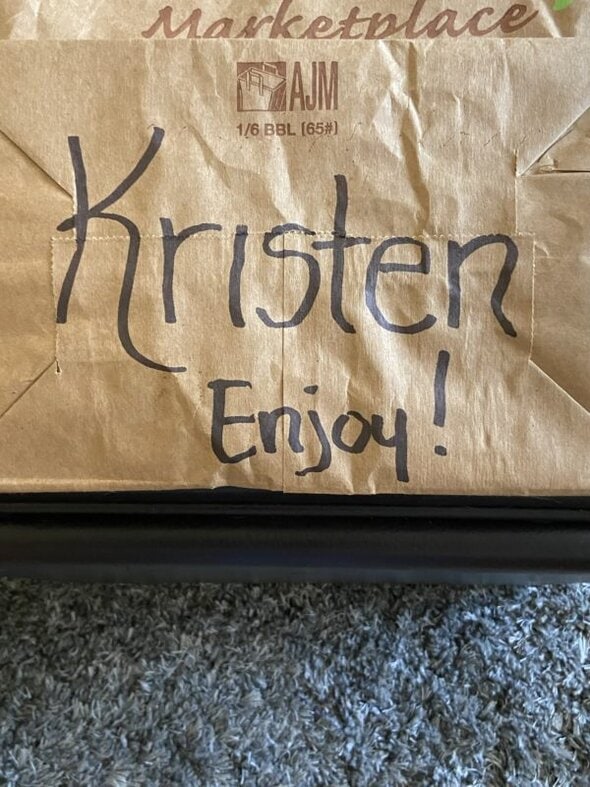 Marketplace
AJM
1/6 BBL (65#)
Kristen
Enjoy!